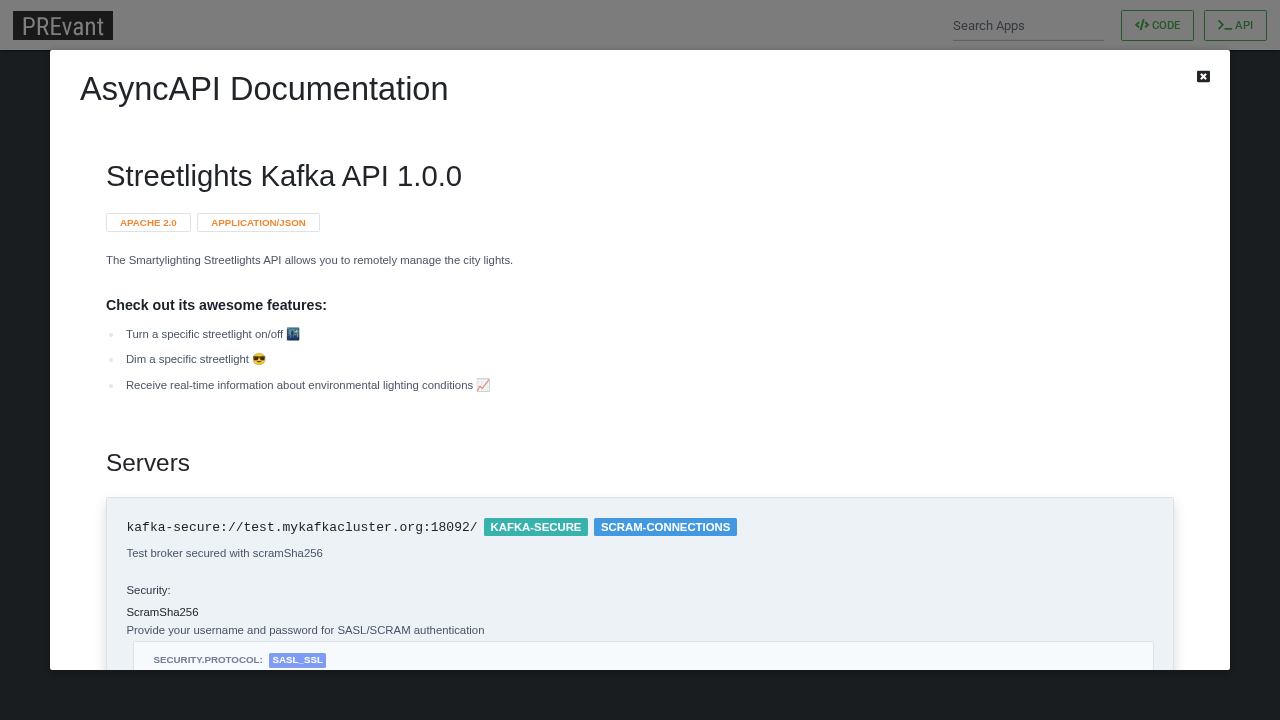 PREvant
Search Apps
CODE
API
AsyncAPI Documentation
Streetlights Kafka API 1.0.0
APACHE 2.0
APPLICATION/JSON
The Smartylighting Streetlights API allows you to remotely manage the city lights.
Check out its awesome features:
Turn a specific streetlight on/off 🌃
Dim a specific streetlight 😎
Receive real-time information about environmental lighting conditions 📈
Servers
kafka-secure://test.mykafkacluster.org:18092/ KAFKA-SECURE SCRAM-CONNECTIONS
Test broker secured with scramSha256
Security:
ScramSha256
Provide your username and password for SASL/SCRAM authentication
SECURITY.PROTOCOL: SASL_SSL